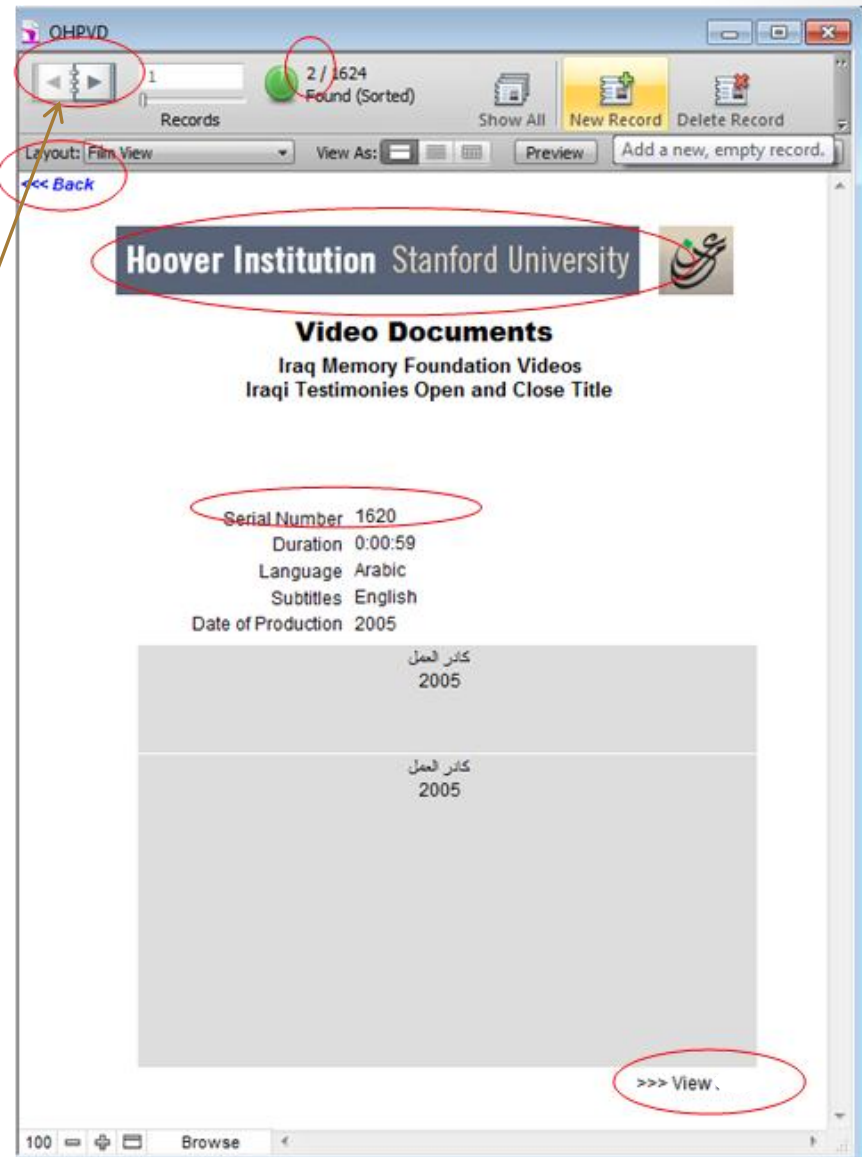 OHPVD
1
Records
2 / 1624
Found (Sorted)
Show All
New Record
Delete Record
Layout: Film View
View As:
Preview
Add a new, empty record.
<<< Back
Hoover Institution Stanford University
Video Documents
Iraq Memory Foundation Videos
Iraqi Testimonies Open and Close Title
Serial Number 1620
Duration 0:00:59
Language Arabic
Subtitles English
Date of Production 2005
كادر العمل
2005
كادر العمل
2005
>>> View .
100
Browse